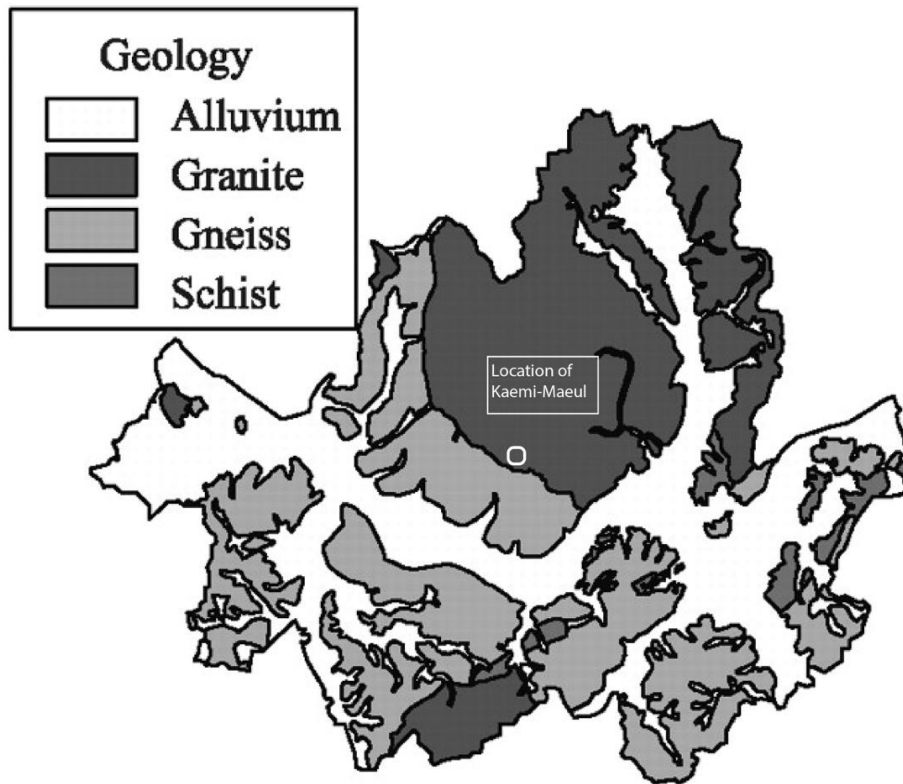 Geology
Alluvium
Granite
Gneiss
Schist
Location of
Kaemi-Maeul